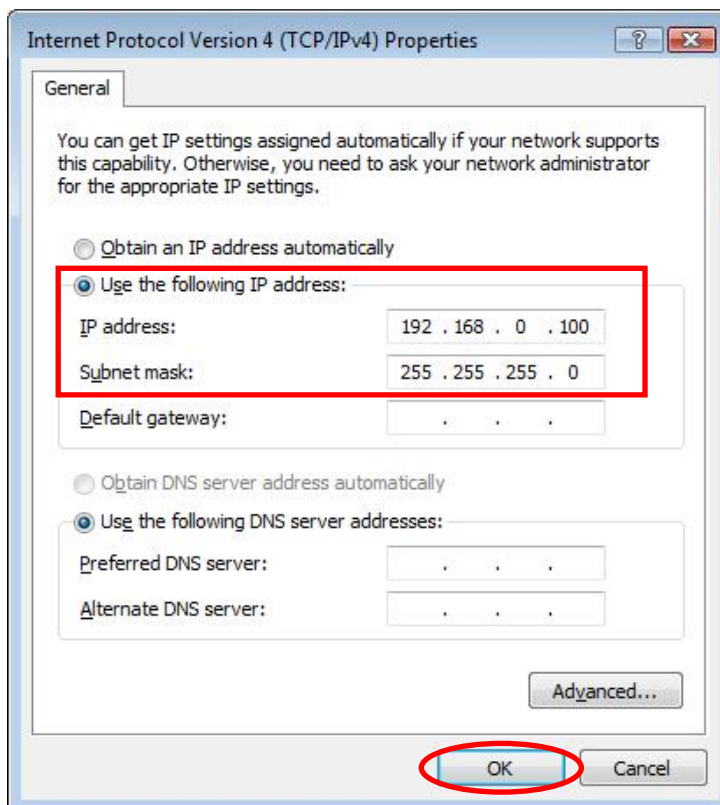 Internet Protocol Version 4 (TCP/IPv4) Properties
General
You can get IP settings assigned automatically if your network supports
this capability. Otherwise, you need to ask your network administrator
for the appropriate IP settings.
Obtain an IP address automatically
Use the following IP address:
IP address: 192 . 168 . 0 . 100
Subnet mask: 255 . 255 . 255 . 0
Default gateway: . . .
Obtain DNS server address automatically
Use the following DNS server addresses:
Preferred DNS server: . . .
Alternate DNS server: . . .
Advanced...
OK Cancel